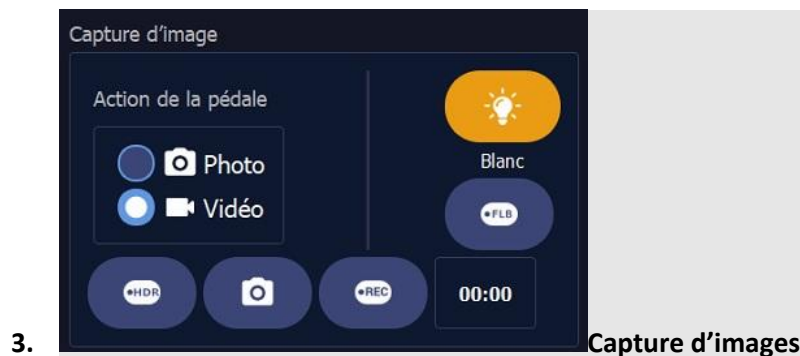 Capture d'image
Action de la pédale
Photo
Vidéo
Blanc
•FLB
•HDR
•REC
00:00
3. Capture d'images